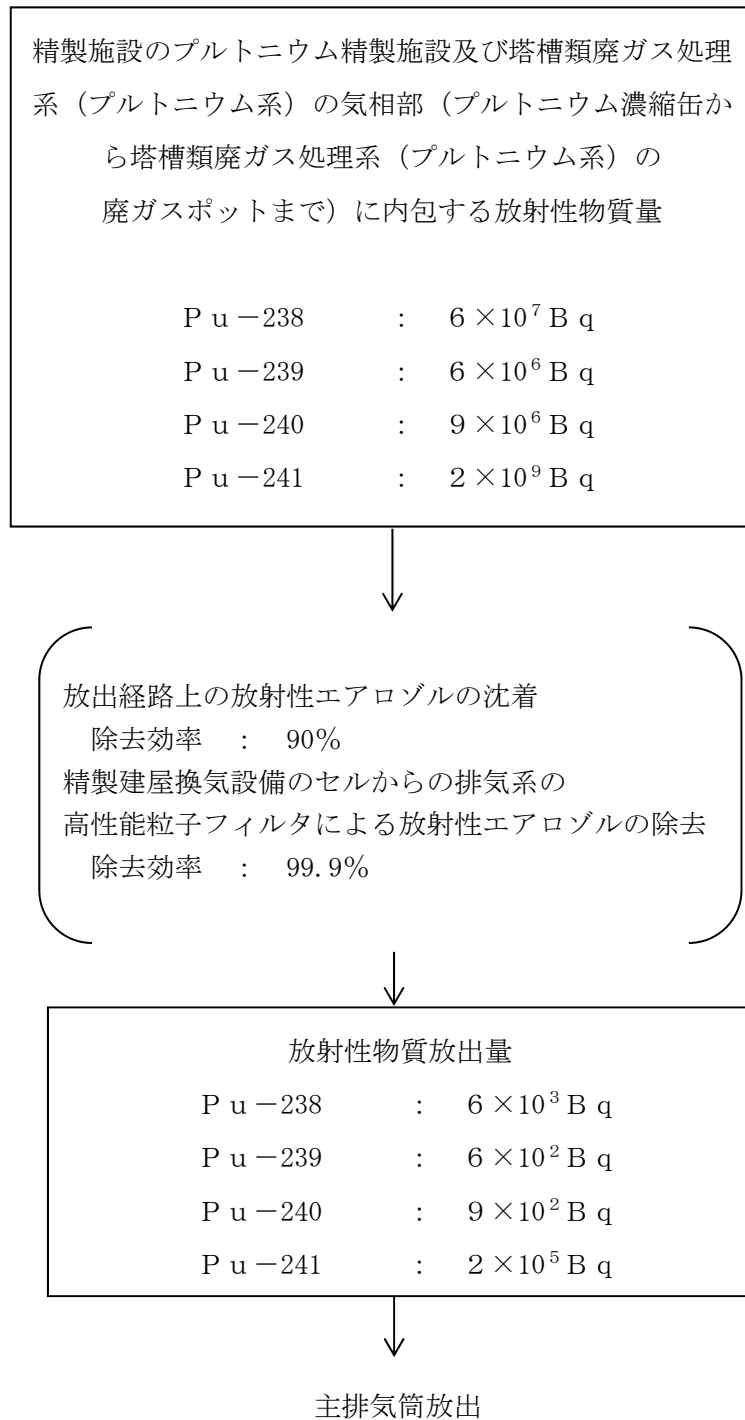 精製施設のプルトニウム精製施設及び塔槽類廃ガス処理
系（プルトニウム系）の気相部（プルトニウム濃縮缶か
ら塔槽類廃ガス処理系（プルトニウム系）の
廃ガスポットまで）に内包する放射性物質量
Ｐｕ－238 : ６×10⁷Ｂｑ
Ｐｕ－239 : ６×10⁶Ｂｑ
Ｐｕ－240 : ９×10⁶Ｂｑ
Ｐｕ－241 : ２×10⁹Ｂｑ
放出経路上の放射性エアロゾルの沈着
除去効率 : 90%
精製建屋換気設備のセルからの排気系の
高性能粒子フィルタによる放射性エアロゾルの除去
除去効率 : 99.9%
放射性物質放出量
Ｐｕ－238 : ６×10³Ｂｑ
Ｐｕ－239 : ６×10²Ｂｑ
Ｐｕ－240 : ９×10²Ｂｑ
Ｐｕ－241 : ２×10⁵Ｂｑ
主排気筒放出